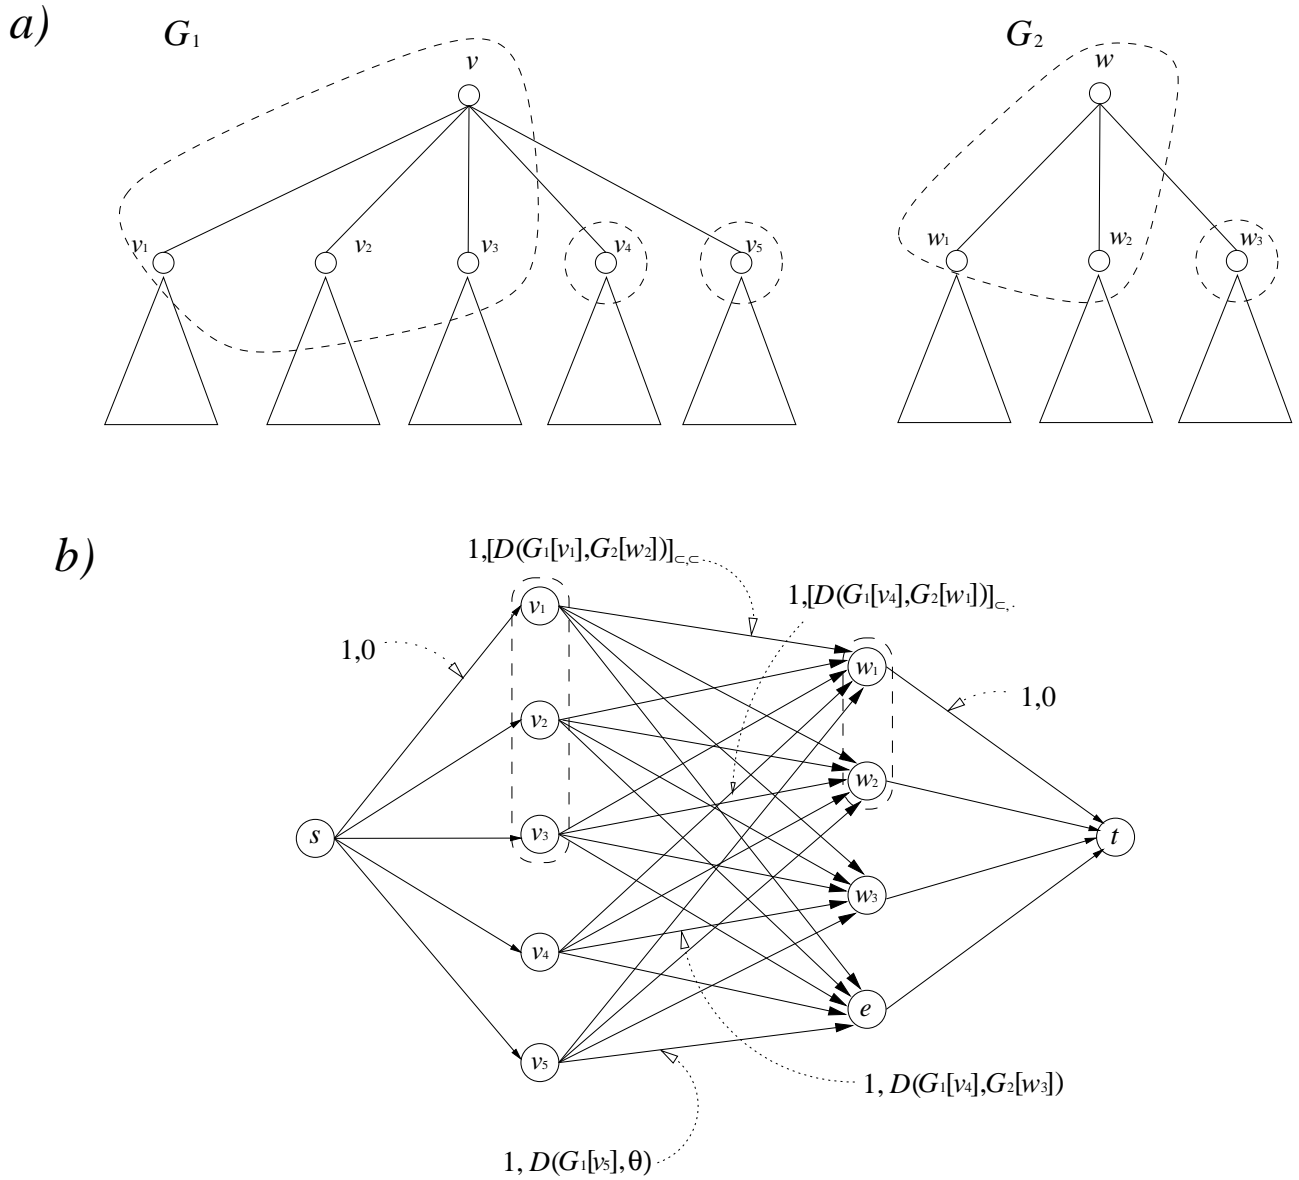 a) G1 G2
v w
v1 v2 v3 v4 v5 w1 w2 w3
b) 1,[D(G1[v1],G2[w2])]⊂,⊂
1,[D(G1[v4],G2[w1])]⊂,·
v1
1,0
w1
1,0
v2
w2
s v3 t
w3
v4
e
v5
1, D(G1[v4],G2[w3])
1, D(G1[v5],θ)